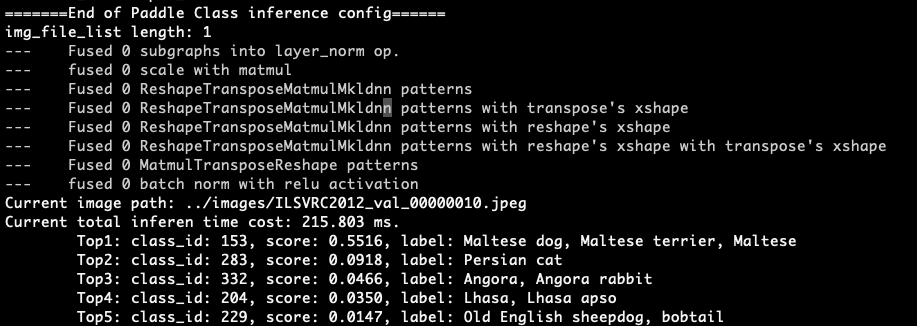 =======End of Paddle Class inference config======
img_file_list length: 1
---    Fused 0 subgraphs into layer_norm op.
---    fused 0 scale with matmul
---    Fused 0 ReshapeTransposeMatmulMkldnn patterns
---    Fused 0 ReshapeTransposeMatmulMkldnn patterns with transpose's xshape
---    Fused 0 ReshapeTransposeMatmulMkldnn patterns with reshape's xshape
---    Fused 0 ReshapeTransposeMatmulMkldnn patterns with reshape's xshape with transpose's xshape
---    Fused 0 MatmulTransposeReshape patterns
---    fused 0 batch norm with relu activation
Current image path: ../images/ILSVRC2012_val_00000010.jpeg
Current total inferen time cost: 215.803 ms.
        Top1: class_id: 153, score: 0.5516, label: Maltese dog, Maltese terrier, Maltese
        Top2: class_id: 283, score: 0.0918, label: Persian cat
        Top3: class_id: 332, score: 0.0466, label: Angora, Angora rabbit
        Top4: class_id: 204, score: 0.0350, label: Lhasa, Lhasa apso
        Top5: class_id: 229, score: 0.0147, label: Old English sheepdog, bobtail